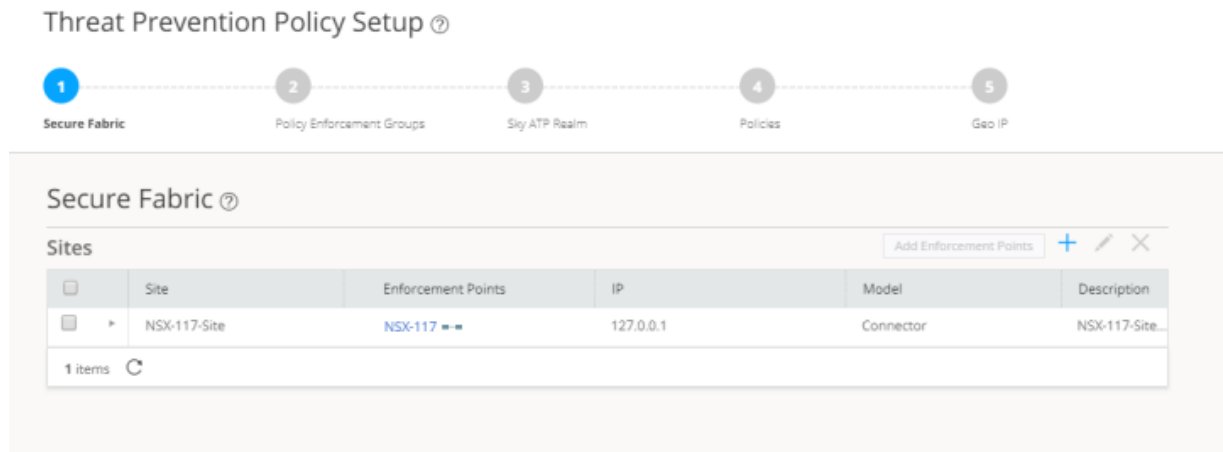 Threat Prevention Policy Setup ?
1 2 3 4 5
Secure Fabric Policy Enforcement Groups Sky ATP Realm Policies Geo IP
Secure Fabric ?
Sites Add Enforcement Points
Site Enforcement Points IP Model Description
NSX-117-Site NSX-117 127.0.0.1 Connector NSX-117-Site...
1 items